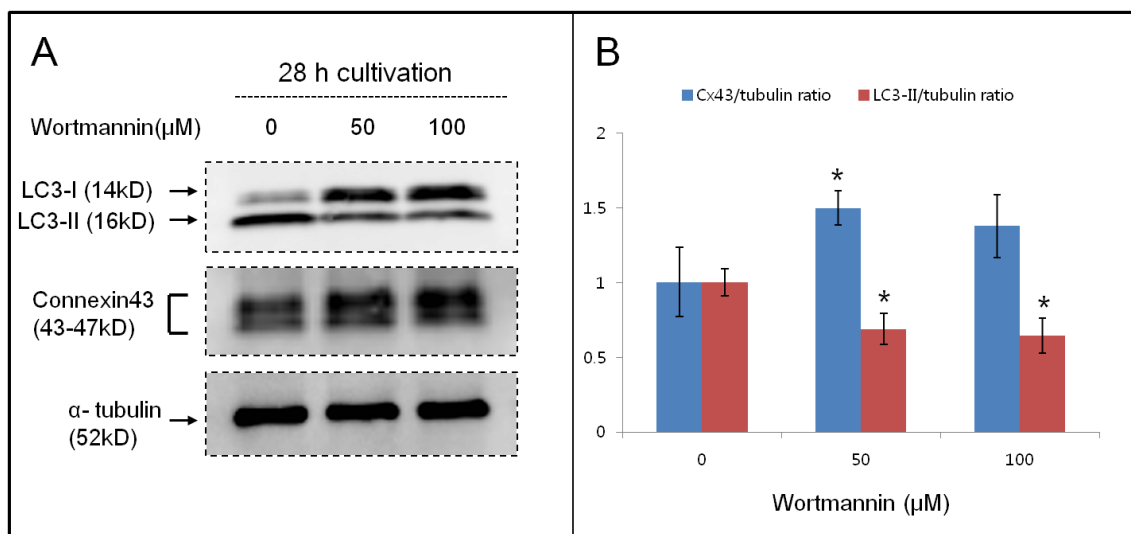 A
28 h cultivation
Wortmannin(μM)
0 50 100
LC3-I (14kD)
LC3-II (16kD)
Connexin43
(43-47kD)
α- tubulin
(52kD)
B
Cx43/tubulin ratio LC3-II/tubulin ratio
2
1.5
1
0.5
0
* * *
0 50 100
Wortmannin (μM)